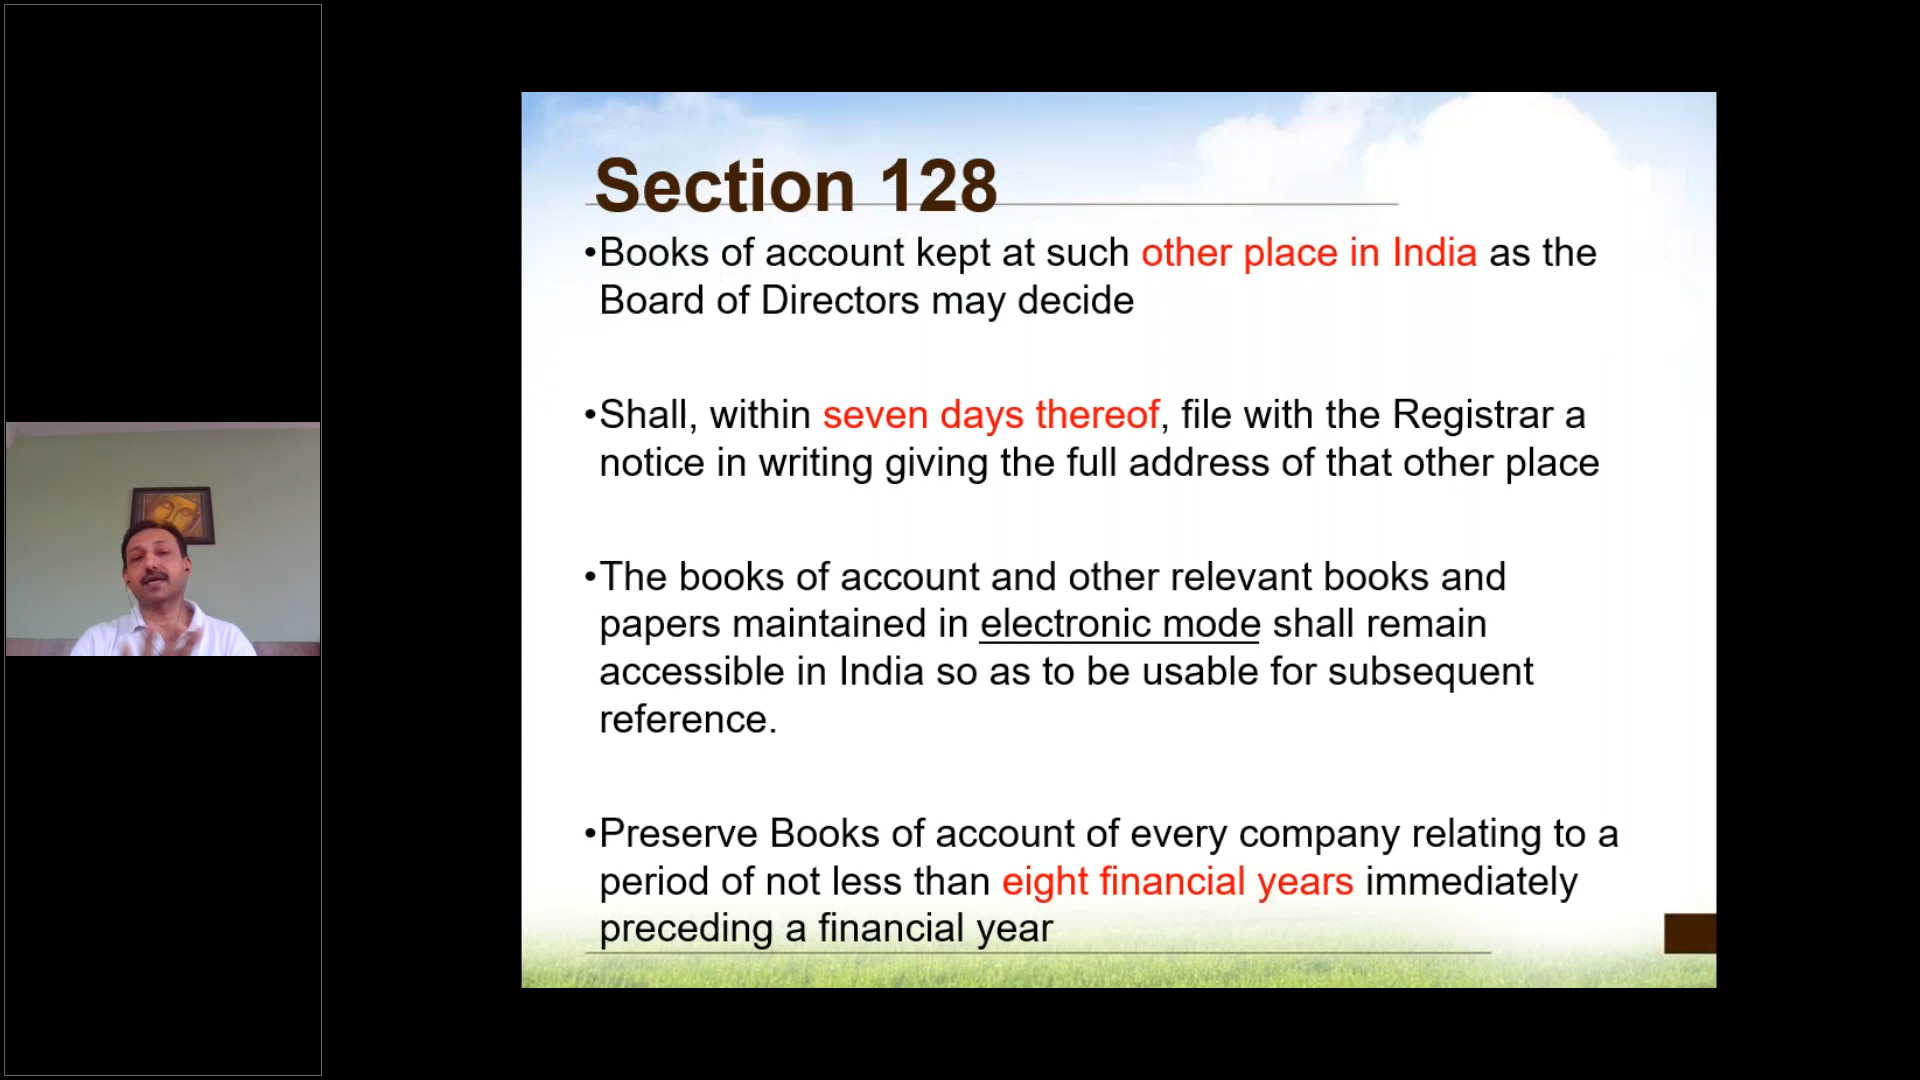 Section 128
•Books of account kept at such other place in India as the
Board of Directors may decide
•Shall, within seven days thereof, file with the Registrar a
notice in writing giving the full address of that other place
•The books of account and other relevant books and
papers maintained in electronic mode shall remain
accessible in India so as to be usable for subsequent
reference.
•Preserve Books of account of every company relating to a
period of not less than eight financial years immediately
preceding a financial year